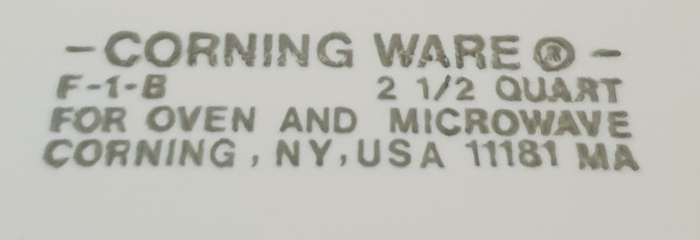 -CORNING WARE ® -
F-1-B 2 1/2 QUART
FOR OVEN AND MICROWAVE
CORNING, NY, USA 11181 MA